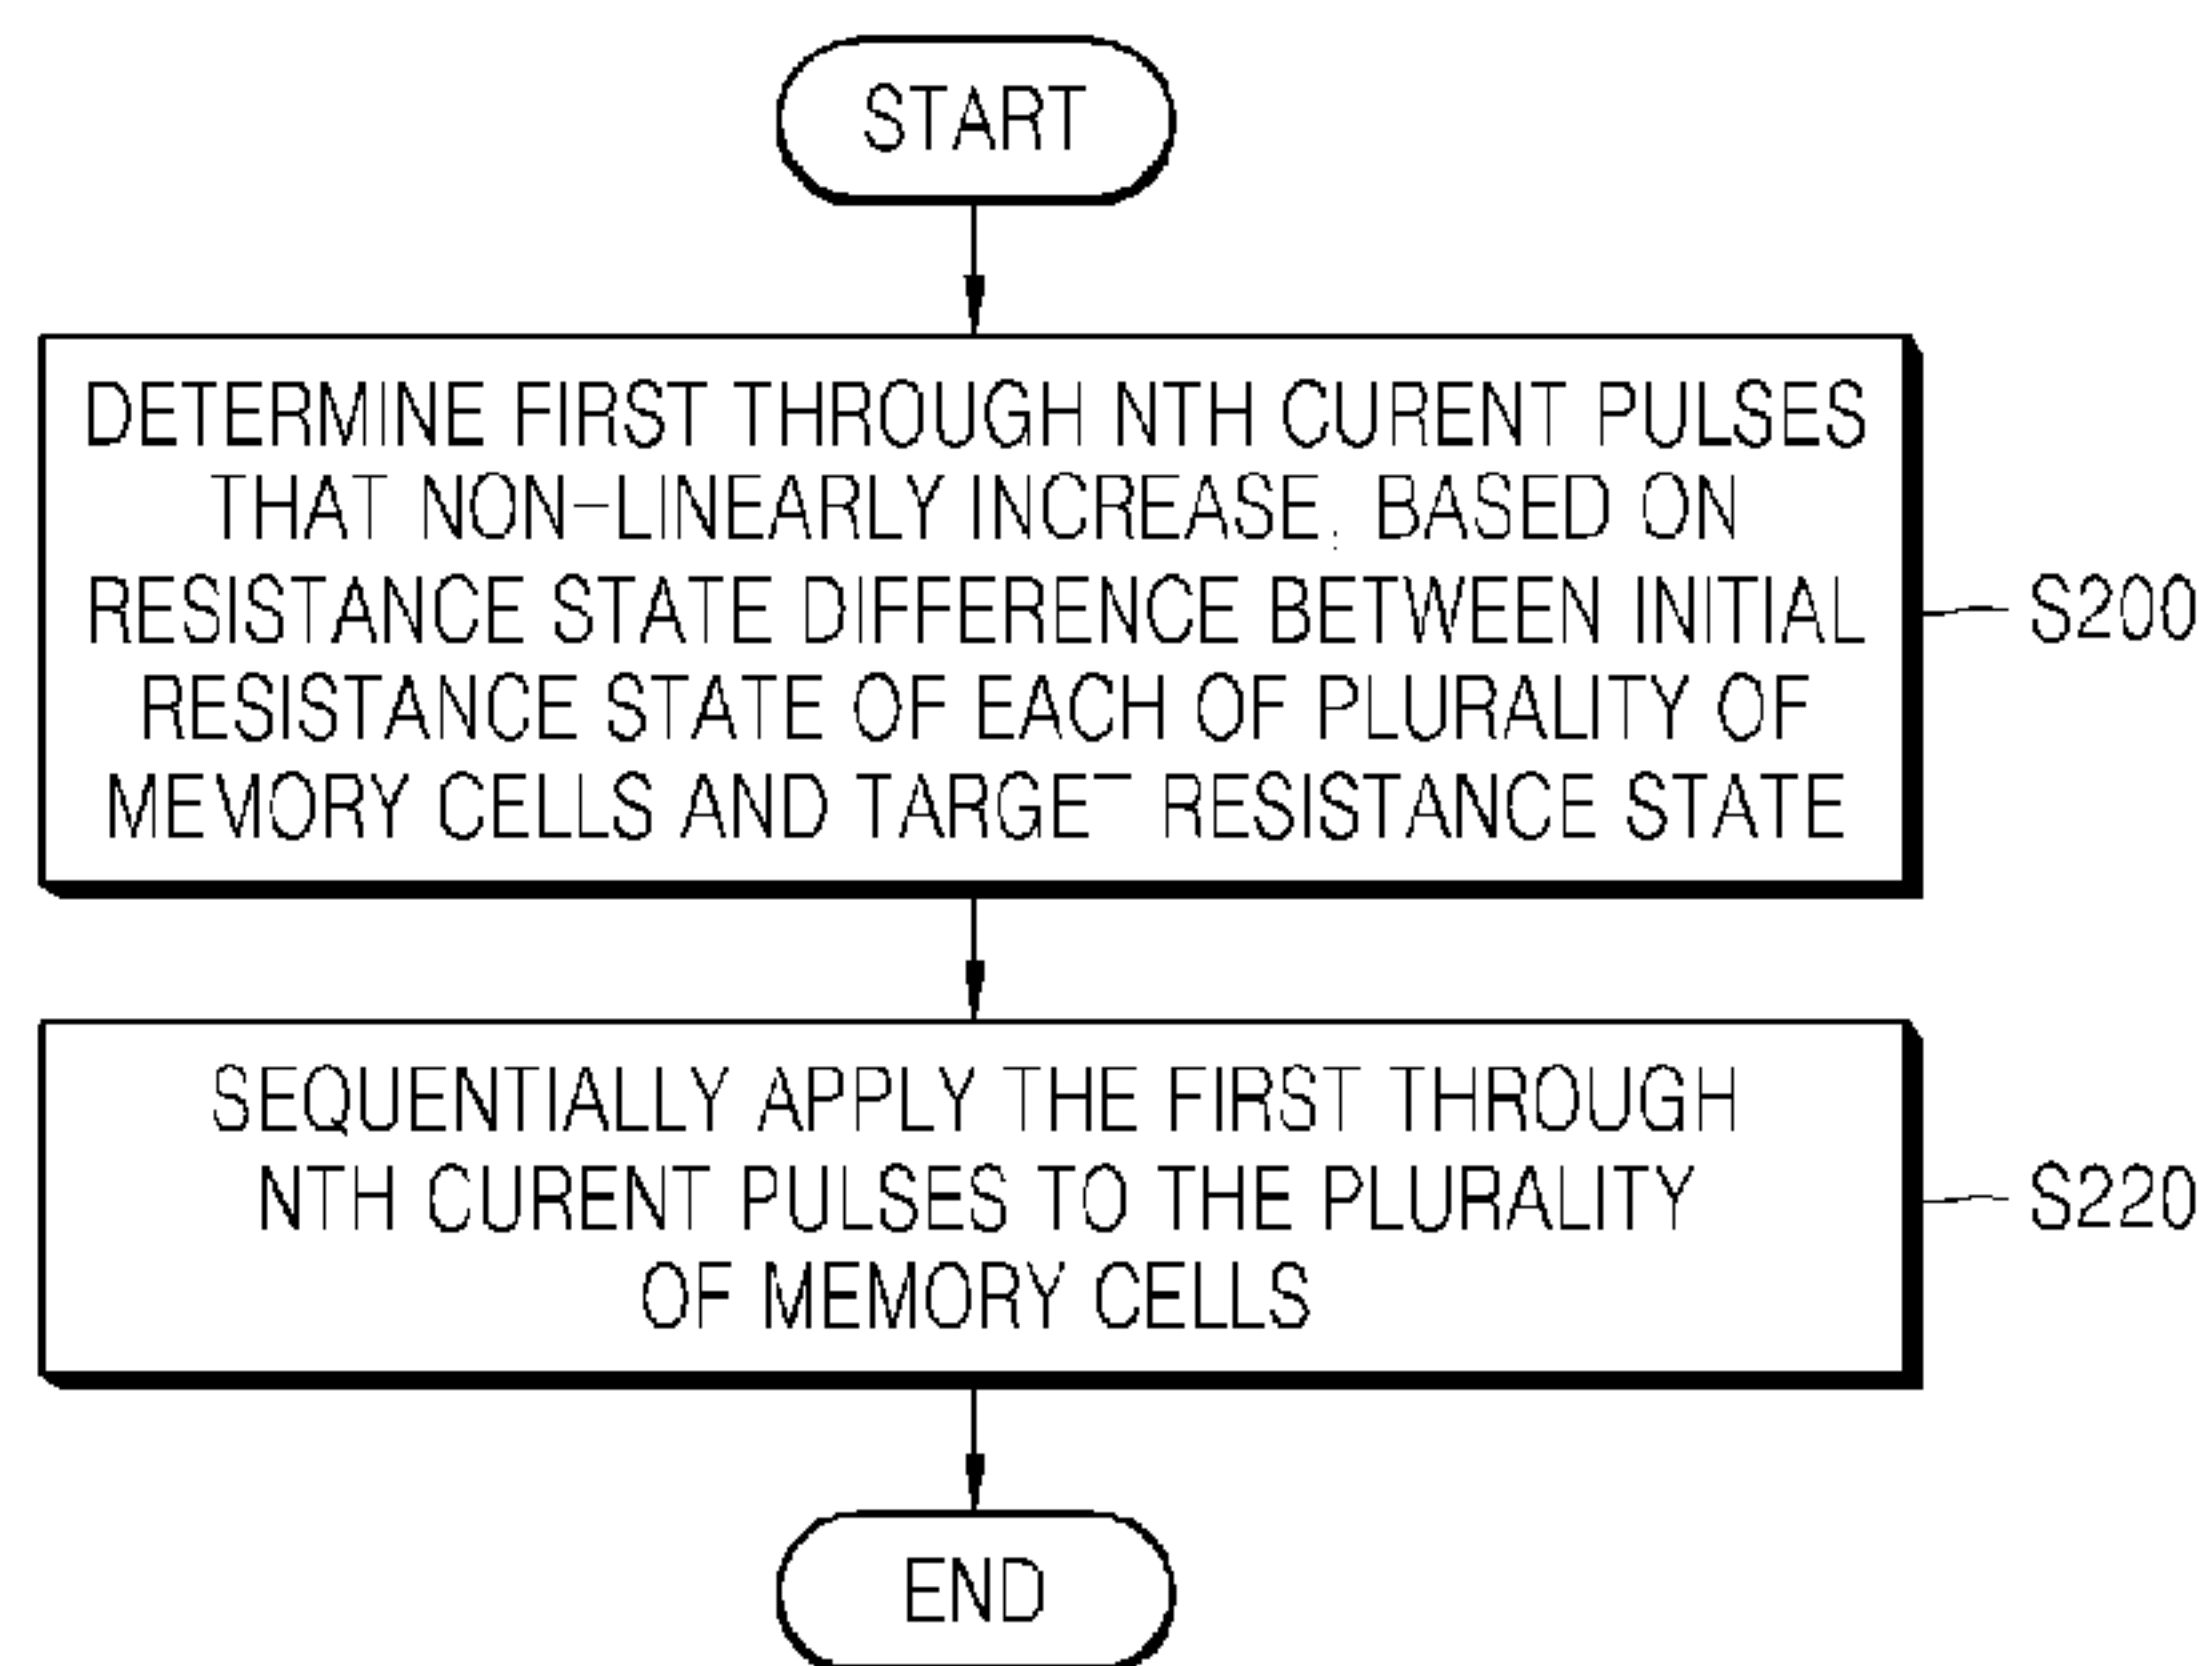 START
DETERMINE FIRST THROUGH NTH CURENT PULSES
THAT NON-LINEARLY INCREASE, BASED ON
RESISTANCE STATE DIFFERENCE BETWEEN INITIAL
RESISTANCE STATE OF EACH OF PLURALITY OF
MEMORY CELLS AND TARGET RESISTANCE STATE
S200
SEQUENTIALLY APPLY THE FIRST THROUGH
NTH CURENT PULSES TO THE PLURALITY
OF MEMORY CELLS
S220
END